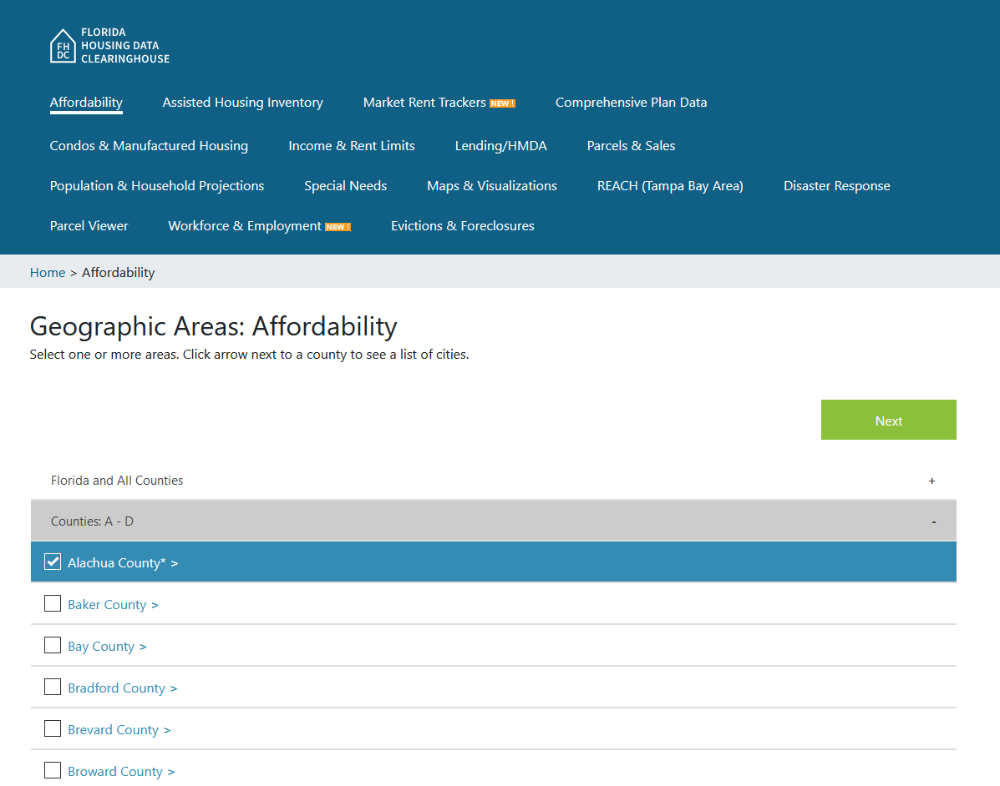 FH
DC
FLORIDA
HOUSING DATA
CLEARINGHOUSE
Affordability Assisted Housing Inventory Market Rent Trackers NEW ! Comprehensive Plan Data
Condos & Manufactured Housing Income & Rent Limits Lending/HMDA Parcels & Sales
Population & Household Projections Special Needs Maps & Visualizations REACH (Tampa Bay Area) Disaster Response
Parcel Viewer Workforce & Employment NEW ! Evictions & Foreclosures
Home > Affordability
Geographic Areas: Affordability
Select one or more areas. Click arrow next to a county to see a list of cities.
Next
Florida and All Counties +
Counties: A - D -
Alachua County* >
Baker County >
Bay County >
Bradford County >
Brevard County >
Broward County >